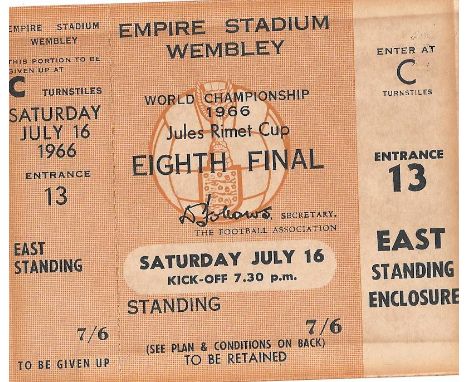 EMPIRE STADIUM
WEMBLEY
THIS PORTION TO BE
GIVEN UP AT
C
TURNSTILES
SATURDAY
JULY 16
1966
ENTRANCE
13
EAST
STANDING
7/6
TO BE GIVEN UP
EMPIRE STADIUM
WEMBLEY
WORLD CHAMPIONSHIP
1966
Jules Rimet Cup
EIGHTH FINAL
D Follows. SECRETARY.
THE FOOTBALL ASSOCIATION
SATURDAY JULY 16
KICK-OFF 7.30 p.m.
STANDING
7/6
(SEE PLAN & CONDITIONS ON BACK)
TO BE RETAINED
ENTER AT
C
TURNSTILES
ENTRANCE
13
EAST
STANDING
ENCLOSURE